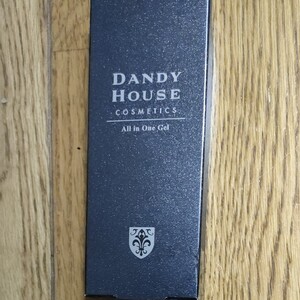 DANDY
HOUSE
COSMETICS
All in One Gel